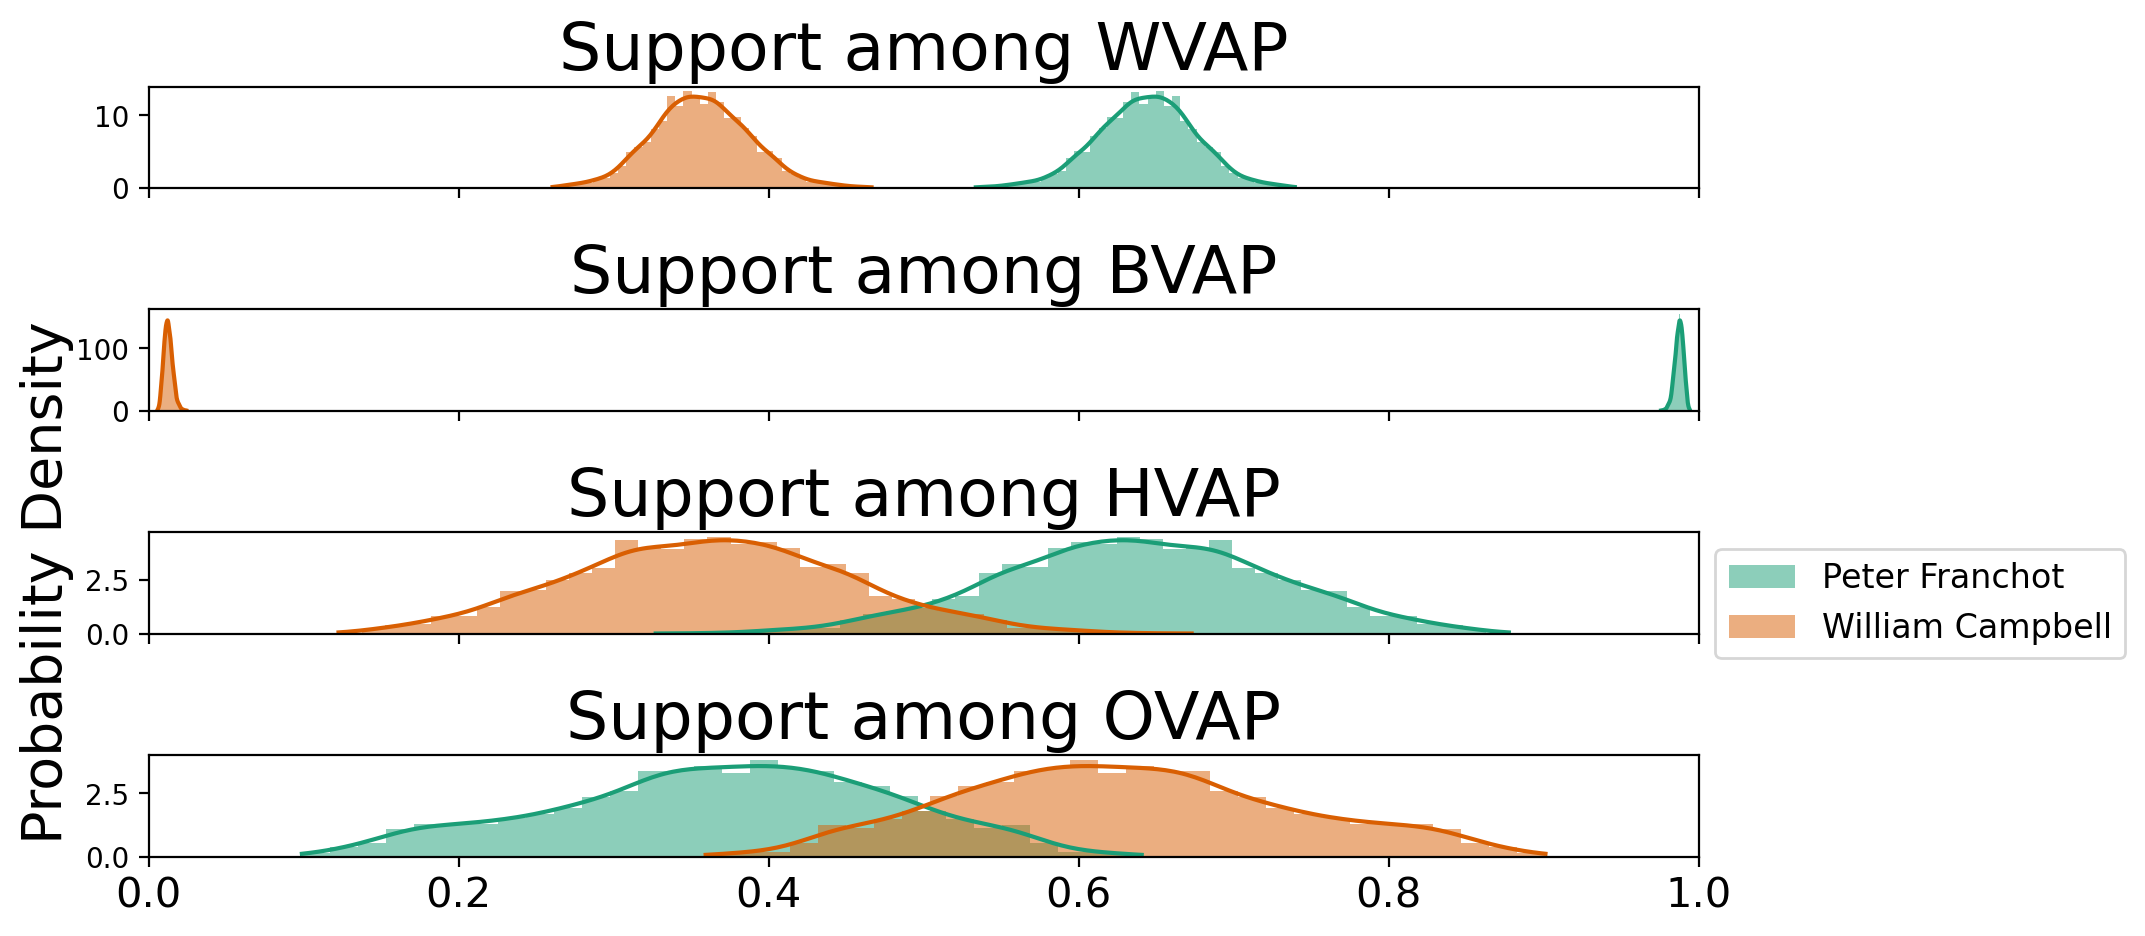 Support among WVAP
10
0
Support among BVAP
100
0
Support among HVAP
2.5
0.0
Support among OVAP
2.5
0.0
0.0 0.2 0.4 0.6 0.8 1.0
Probability Density
Peter Franchot
William Campbell